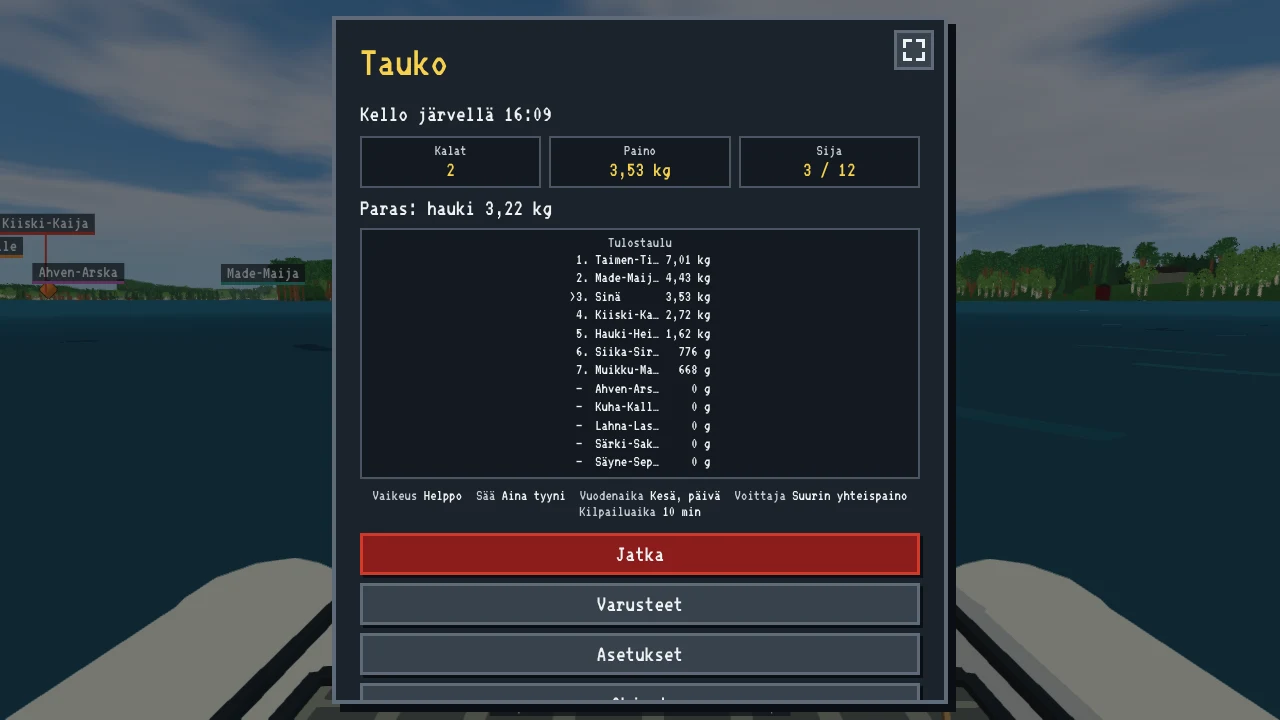 Tauko
Kello järvellä 16:09
Kalat
2
Paino
3,53 kg
Sija
3 / 12
Paras: hauki 3,22 kg
Kiiski-Kaija
Ahven-Arska
Made-Maija
Tulostaulu
1. Taimen-Ti… 7,01 kg
2. Made-Maij… 4,43 kg
>3. Sinä 3,53 kg
4. Kiiski-Ka… 2,72 kg
5. Hauki-Hei… 1,62 kg
6. Siika-Sir… 776 g
7. Muikku-Ma… 668 g
– Ahven-Ars… 0 g
– Kuha-Kall… 0 g
– Lahna-Las… 0 g
– Särki-Sak… 0 g
– Säyne-Sep… 0 g
Vaikeus Helppo Sää Aina tyyni Vuodenaika Kesä, päivä Voittaja Suurin yhteispaino
Kilpailuaika 10 min
Jatka
Varusteet
Asetukset